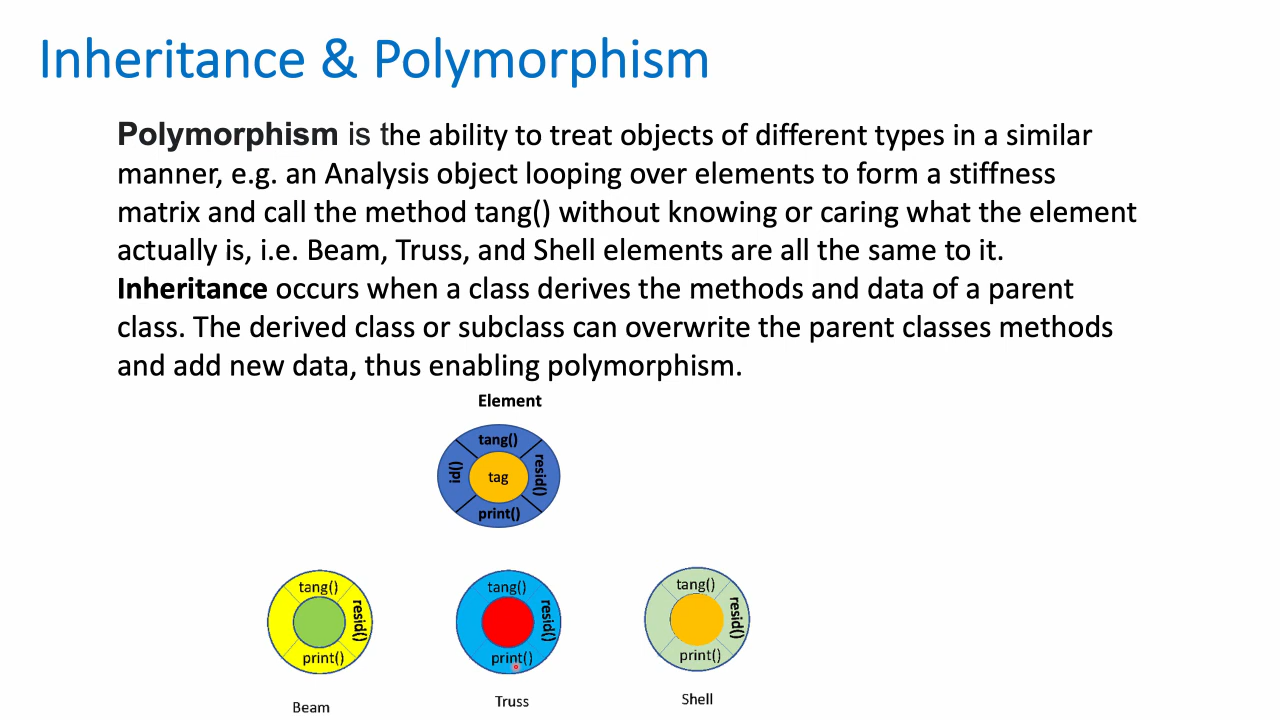 Inheritance & Polymorphism
Polymorphism is the ability to treat objects of different types in a similar
manner, e.g. an Analysis object looping over elements to form a stiffness
matrix and call the method tang() without knowing or caring what the element
actually is, i.e. Beam, Truss, and Shell elements are all the same to it.
Inheritance occurs when a class derives the methods and data of a parent
class. The derived class or subclass can overwrite the parent classes methods
and add new data, thus enabling polymorphism.
Element
tang()
id()
tag
resid()
print()
tang()
resid()
print()
Beam
tang()
resid()
print()
Truss
tang()
resid()
print()
Shell